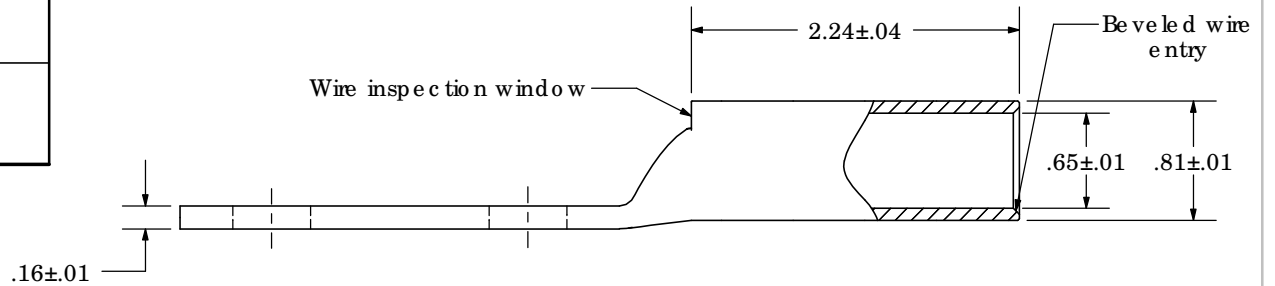 2.24±.04
Beveled wire
entry
Wire inspection window
.65±.01
.81±.01
.16±.01